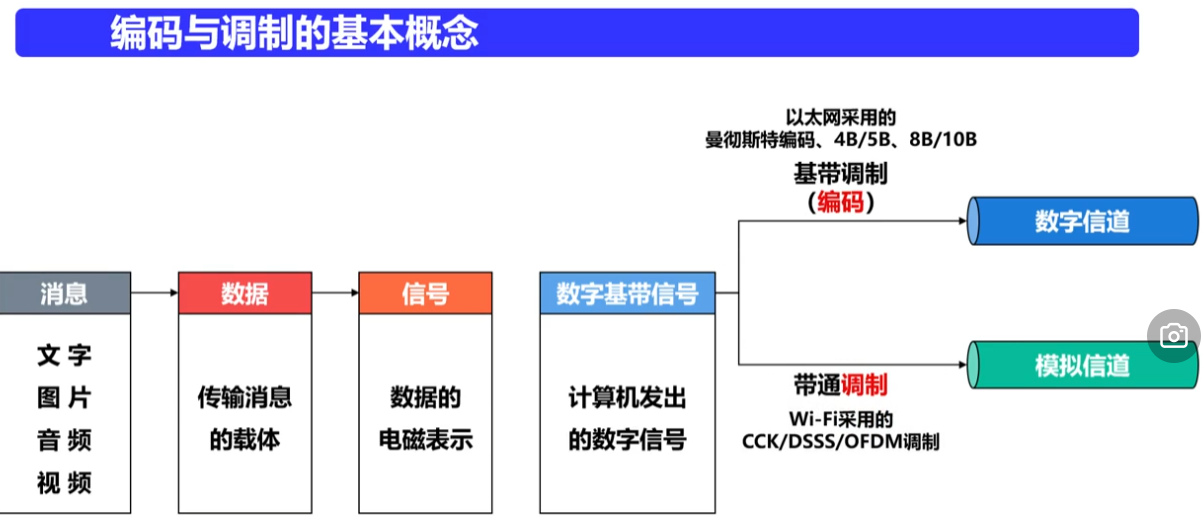 编码与调制的基本概念
以太网采用的
曼彻斯特编码、4B/5B、8B/10B
基带调制
（编码）
数字信道
消息
数据
信号
数字基带信号
文字
图片
音频
视频
传输消息
的载体
数据的
电磁表示
计算机发出
的数字信号
模拟信道
带通调制
Wi-Fi采用的
CCK/DSSS/OFDM调制